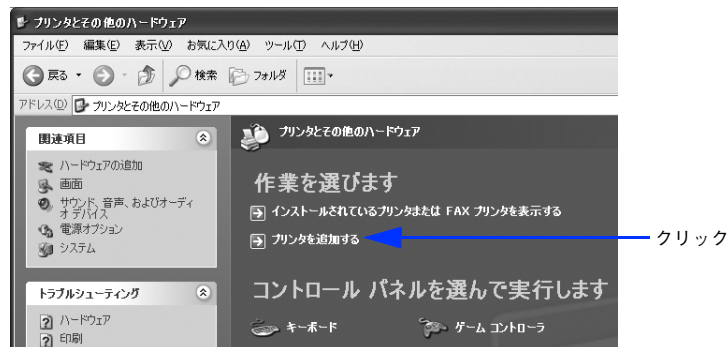 プリンタとその他のハードウェア
ファイル(F) 編集(E) 表示(V) お気に入り(A) ツール(T) ヘルプ(H)
戻る 検索 フォルダ
アドレス(D) プリンタとその他のハードウェア
関連項目
ハードウェアの追加
画面
サウンド、音声、およびオーディ
オ デバイス
電源オプション
システム
トラブルシューティング
ハードウェア
印刷
プリンタとその他のハードウェア
作業を選びます
インストールされているプリンタまたは FAX プリンタを表示する
プリンタを追加する
クリック
コントロール パネルを選んで実行します
キーボード
ゲーム コントローラ